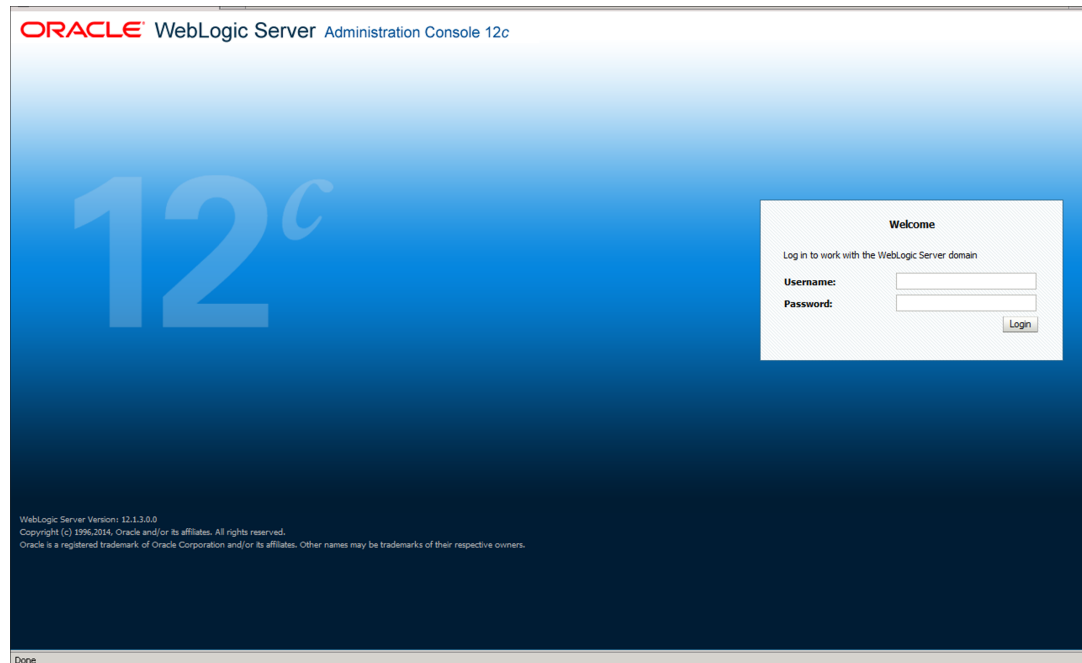 ORACLE WebLogic Server Administration Console 12c
12c
Welcome
Log in to work with the WebLogic Server domain
Username:
Password:
Login
WebLogic Server Version: 12.1.3.0.0
Copyright (c) 1996,2014, Oracle and/or its affiliates. All rights reserved.
Oracle is a registered trademark of Oracle Corporation and/or its affiliates. Other names may be trademarks of their respective owners.
Done